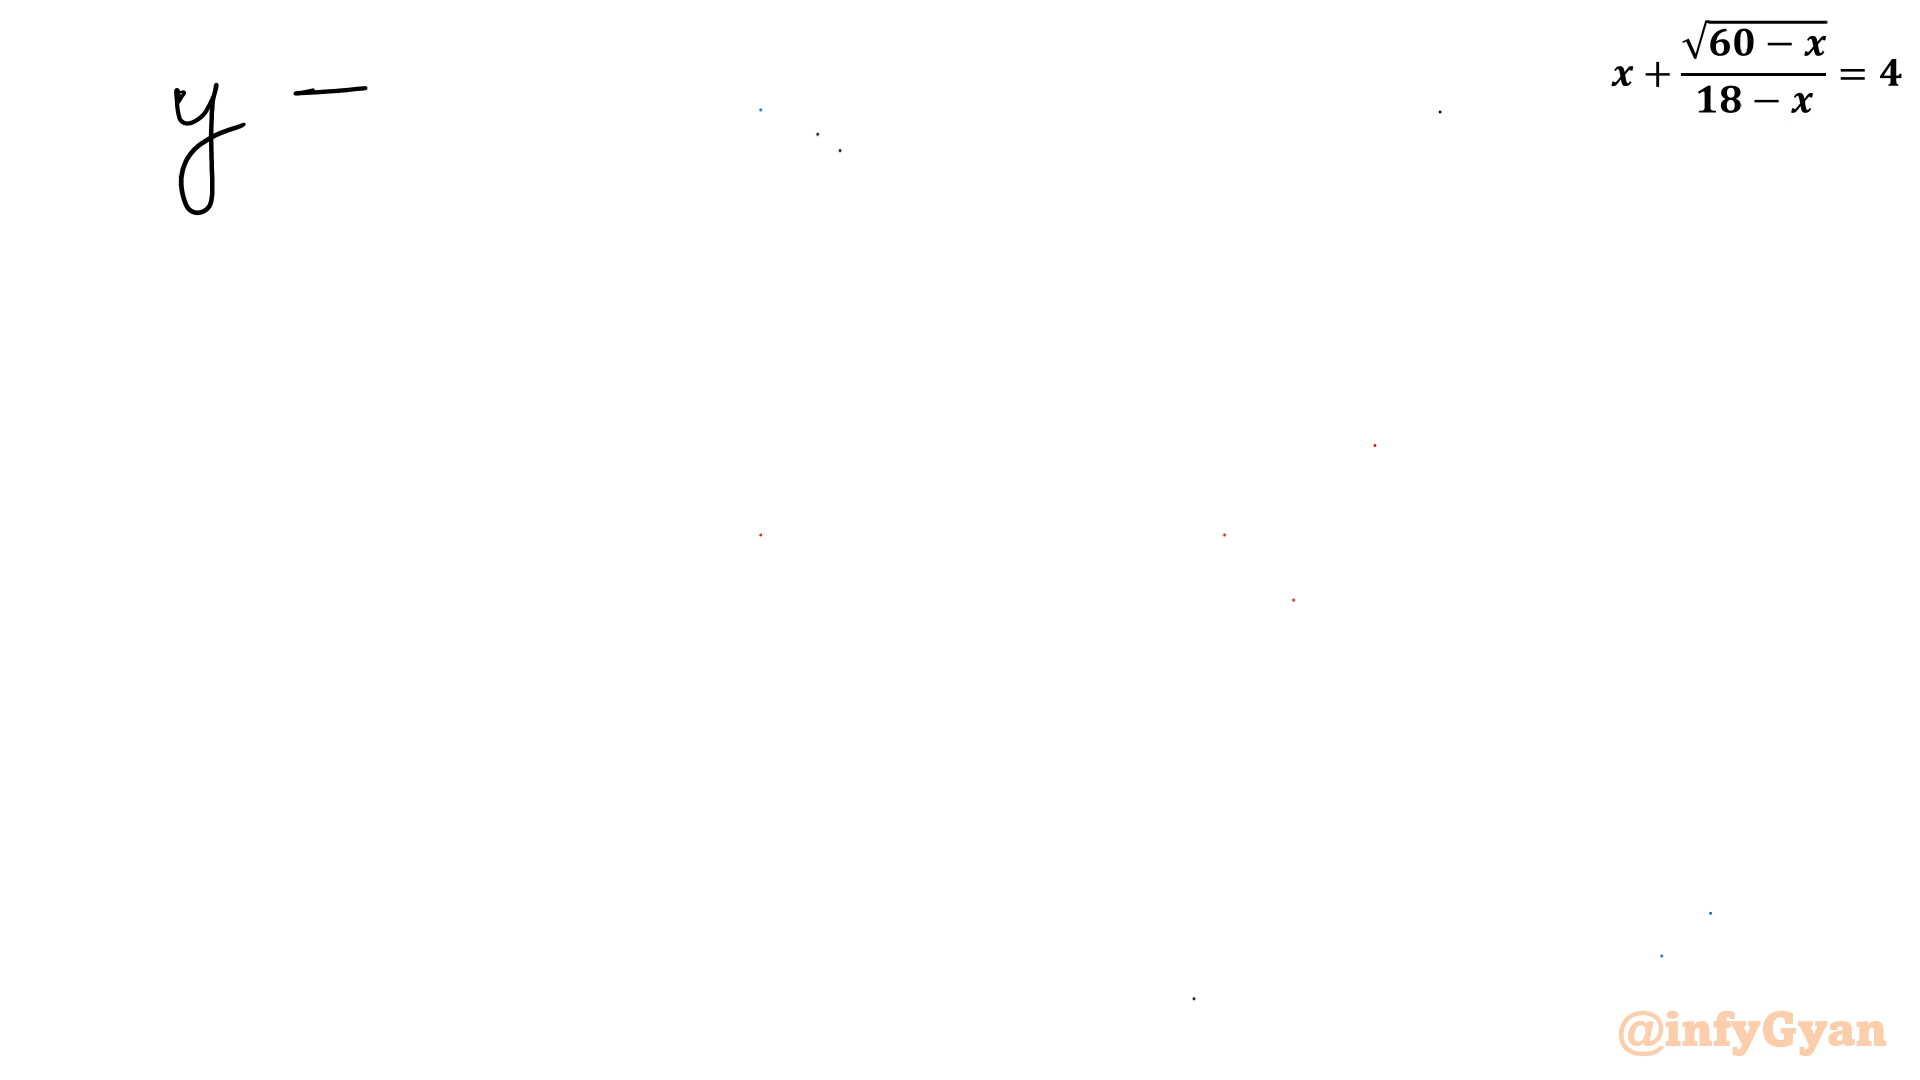 y —
x + √(60 − x) / (18 − x) = 4
@infyGyan